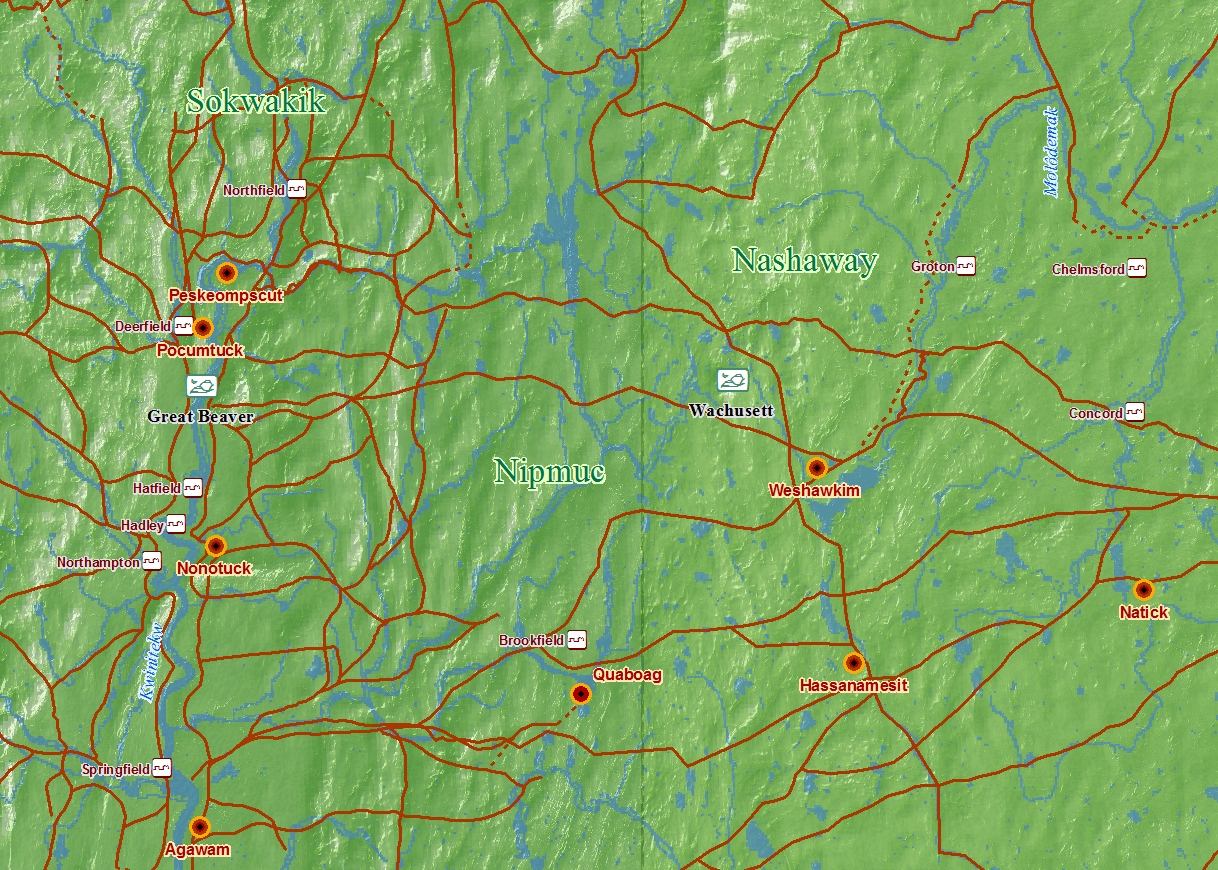 Sokwakik
Molôdemak
Northfield
Nashaway
Groton
Chelmsford
Peskeompscut
Deerfield
Pocumtuck
Great Beaver
Wachusett
Concord
Nipmuc
Hatfield
Weshawkim
Hadley
Northampton
Nonotuck
Natick
Brookfield
Quaboag
Kwinitekw
Hassanamesit
Springfield
Agawam